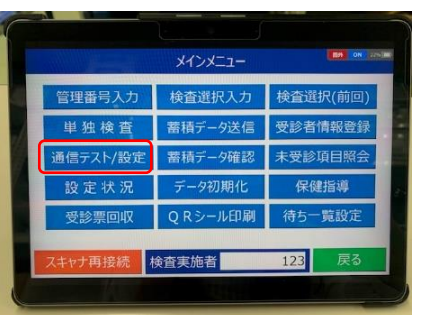 メインメニュー
圏外 ON
管理番号入力 検査選択入力 検査選択(前回)
単独検査 蓄積データ送信 受診者情報登録
通信テスト/設定 蓄積データ確認 未受診項目照会
設定状況 データ初期化 保健指導
受診票回収 QRシール印刷 待ち一覧設定
スキャナ再接続 検査実施者 123 戻る